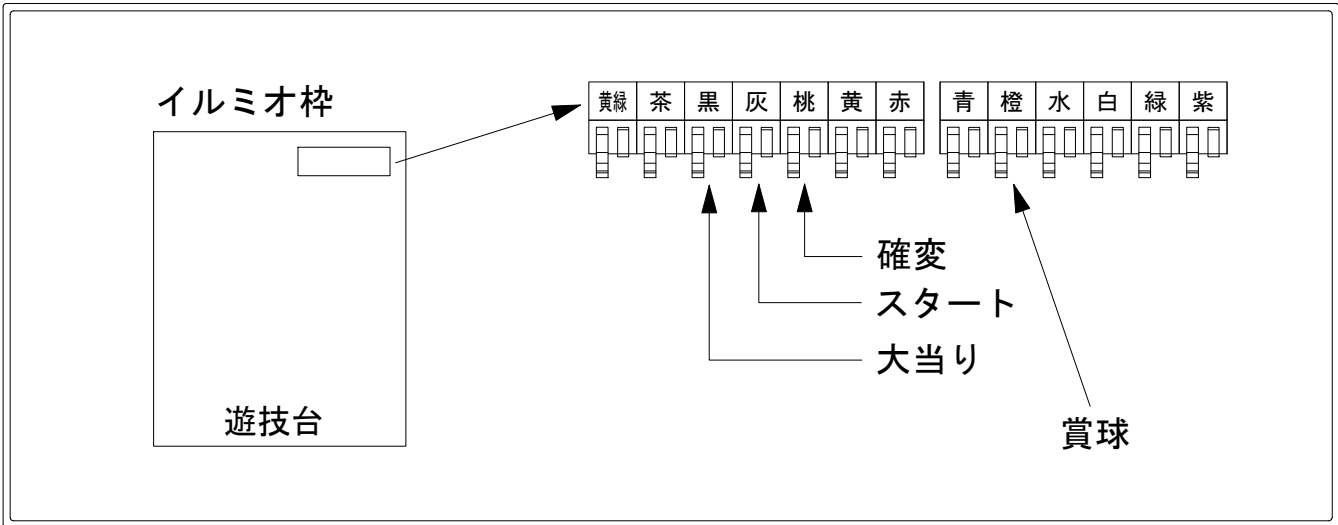 イルミオ枠
黄緑 茶 黒 灰 桃 黄 赤 青 橙 水 白 緑 紫
確変
スタート
大当り
遊技台
賞球